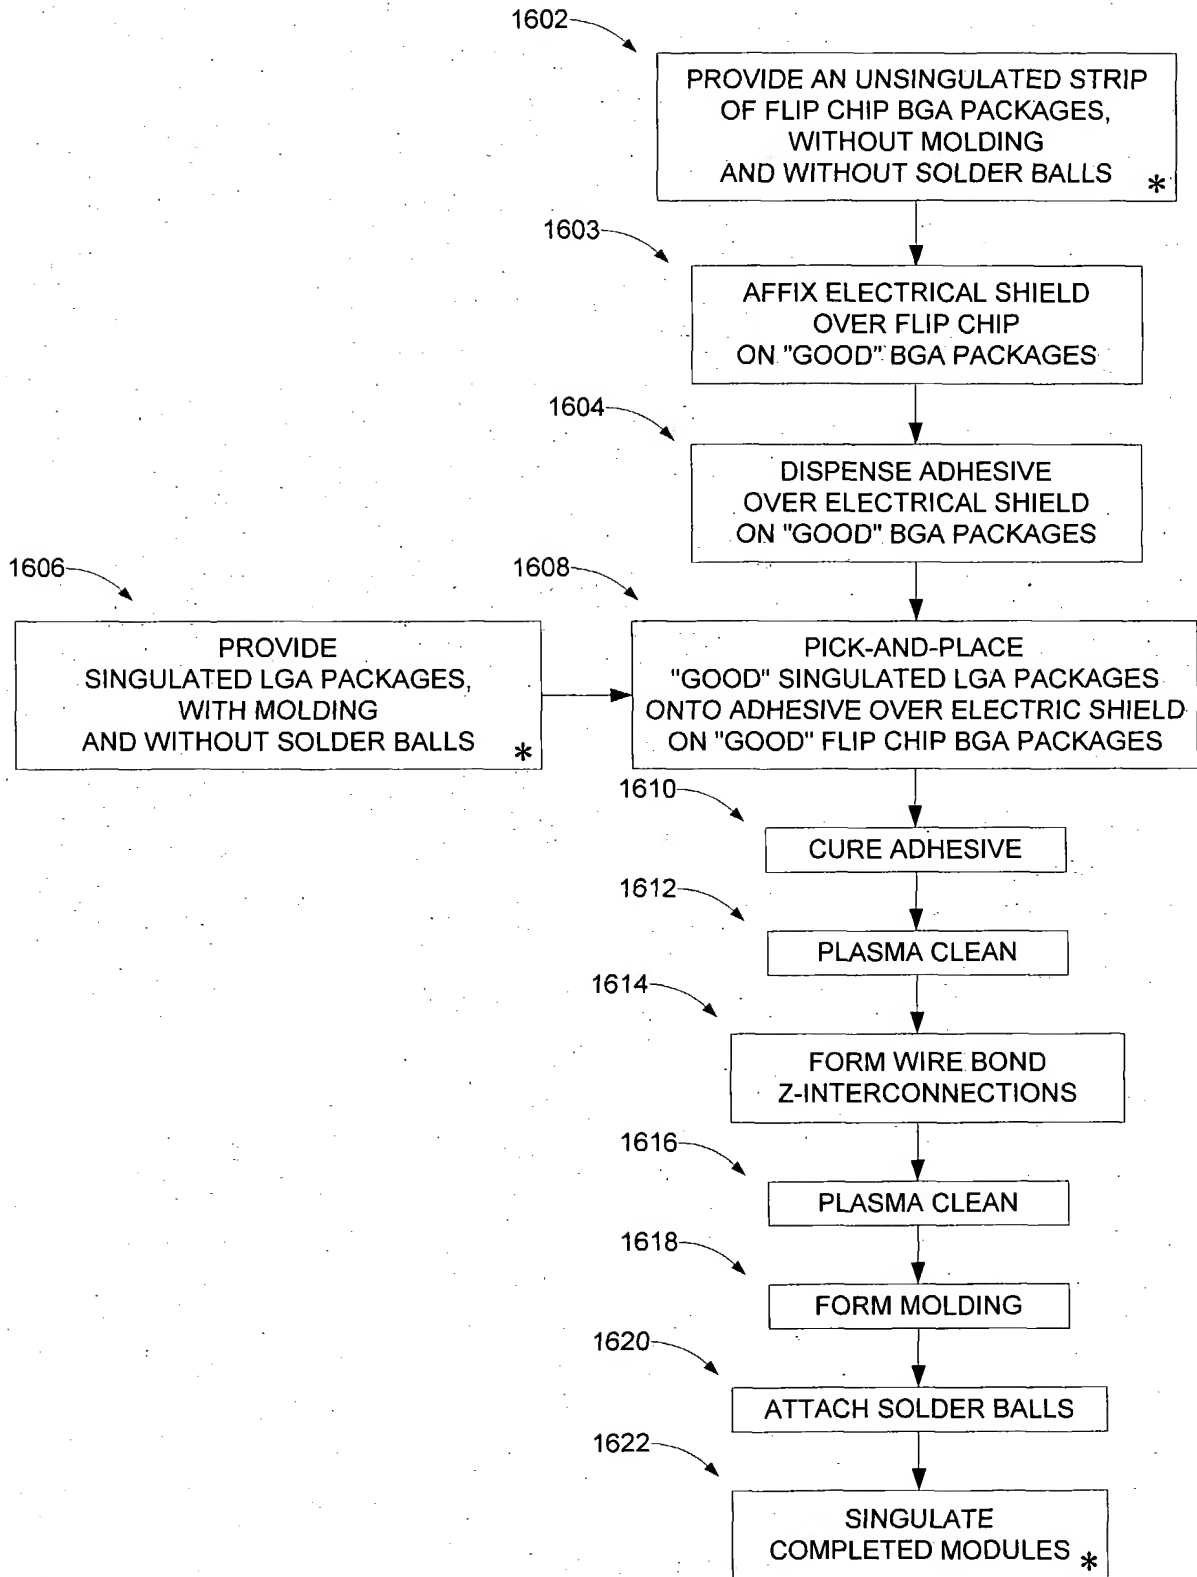 1602
PROVIDE AN UNSINGULATED STRIP
OF FLIP CHIP BGA PACKAGES,
WITHOUT MOLDING
AND WITHOUT SOLDER BALLS *
1603
AFFIX ELECTRICAL SHIELD
OVER FLIP CHIP
ON "GOOD" BGA PACKAGES
1604
DISPENSE ADHESIVE
OVER ELECTRICAL SHIELD
ON "GOOD" BGA PACKAGES
1606
PROVIDE
SINGULATED LGA PACKAGES,
WITH MOLDING
AND WITHOUT SOLDER BALLS *
1608
PICK-AND-PLACE
"GOOD" SINGULATED LGA PACKAGES
ONTO ADHESIVE OVER ELECTRIC SHIELD
ON "GOOD" FLIP CHIP BGA PACKAGES
1610
CURE ADHESIVE
1612
PLASMA CLEAN
1614
FORM WIRE BOND
Z-INTERCONNECTIONS
1616
PLASMA CLEAN
1618
FORM MOLDING
1620
ATTACH SOLDER BALLS
1622
SINGULATE
COMPLETED MODULES *